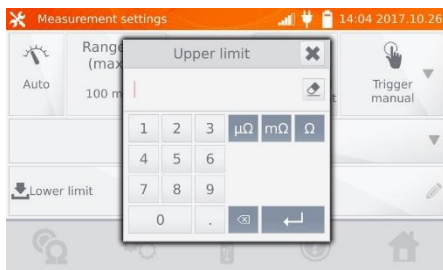 Measurement settings 14:04 2017.10.26
Range
(max
Auto
100 m
Upper limit
Trigger
manual
1 2 3 μΩ mΩ Ω
4 5 6
7 8 9
0 .
Lower limit